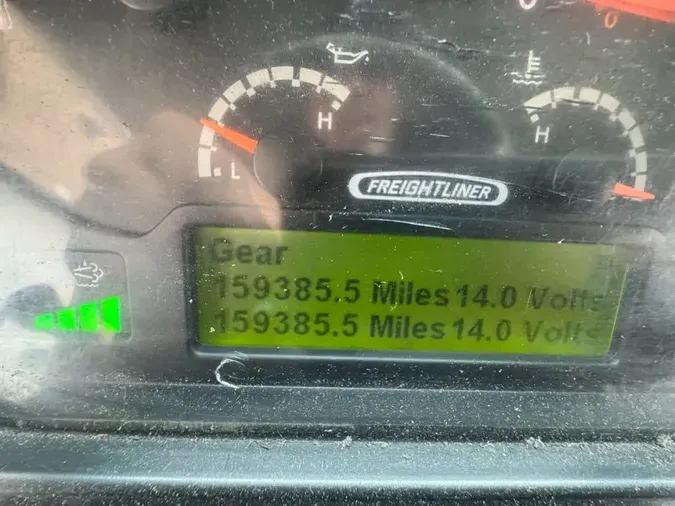 H
H
L
FREIGHTLINER
Gear
159385.5 Miles 14.0 Volts
159385.5 Miles 14.0 Volts